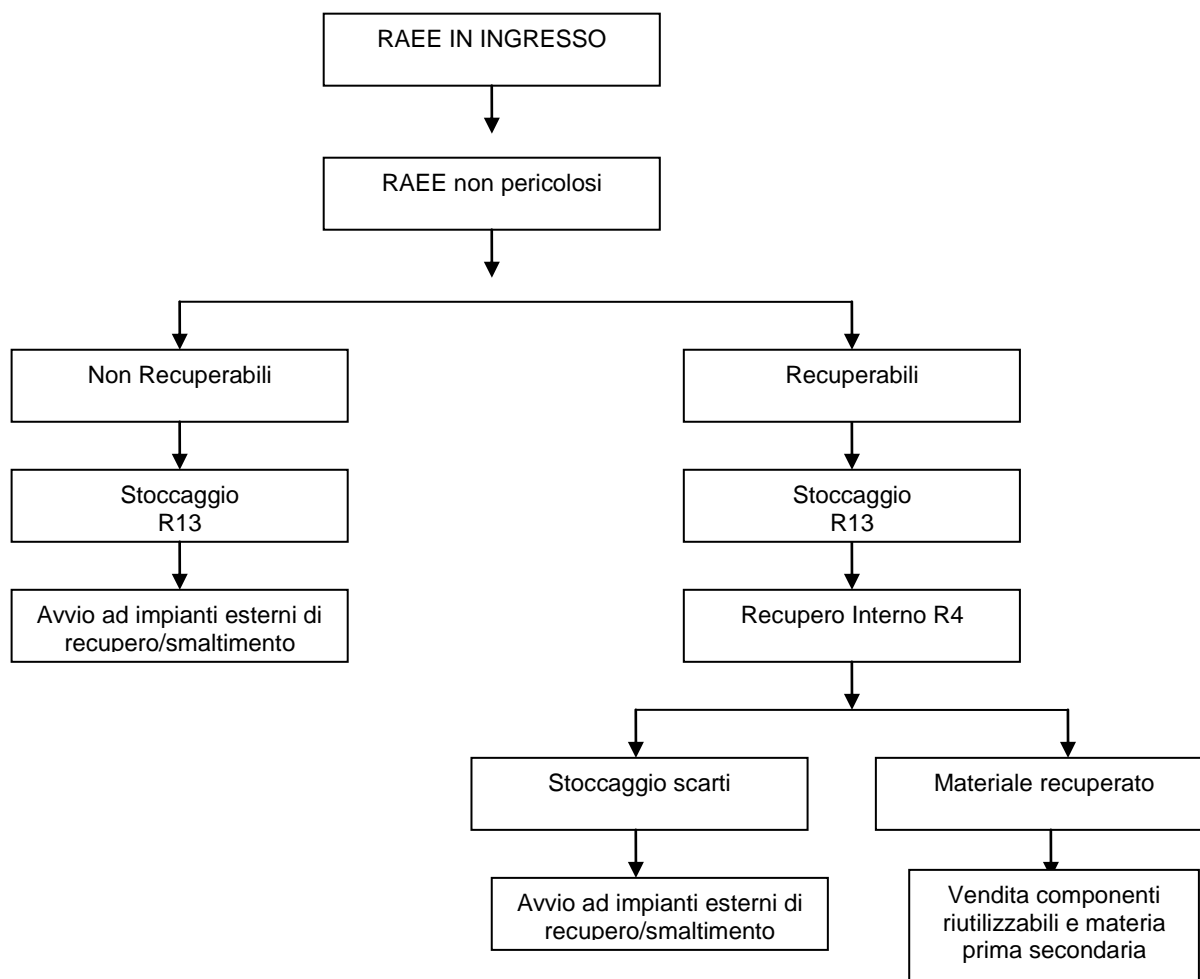 RAEE IN INGRESSO
RAEE non pericolosi
Non Recuperabili
Recuperabili
Stoccaggio
R13
Stoccaggio
R13
Avvio ad impianti esterni di
recupero/smaltimento
Recupero Interno R4
Stoccaggio scarti
Materiale recuperato
Avvio ad impianti esterni di
recupero/smaltimento
Vendita componenti
riutilizzabili e materia
prima secondaria